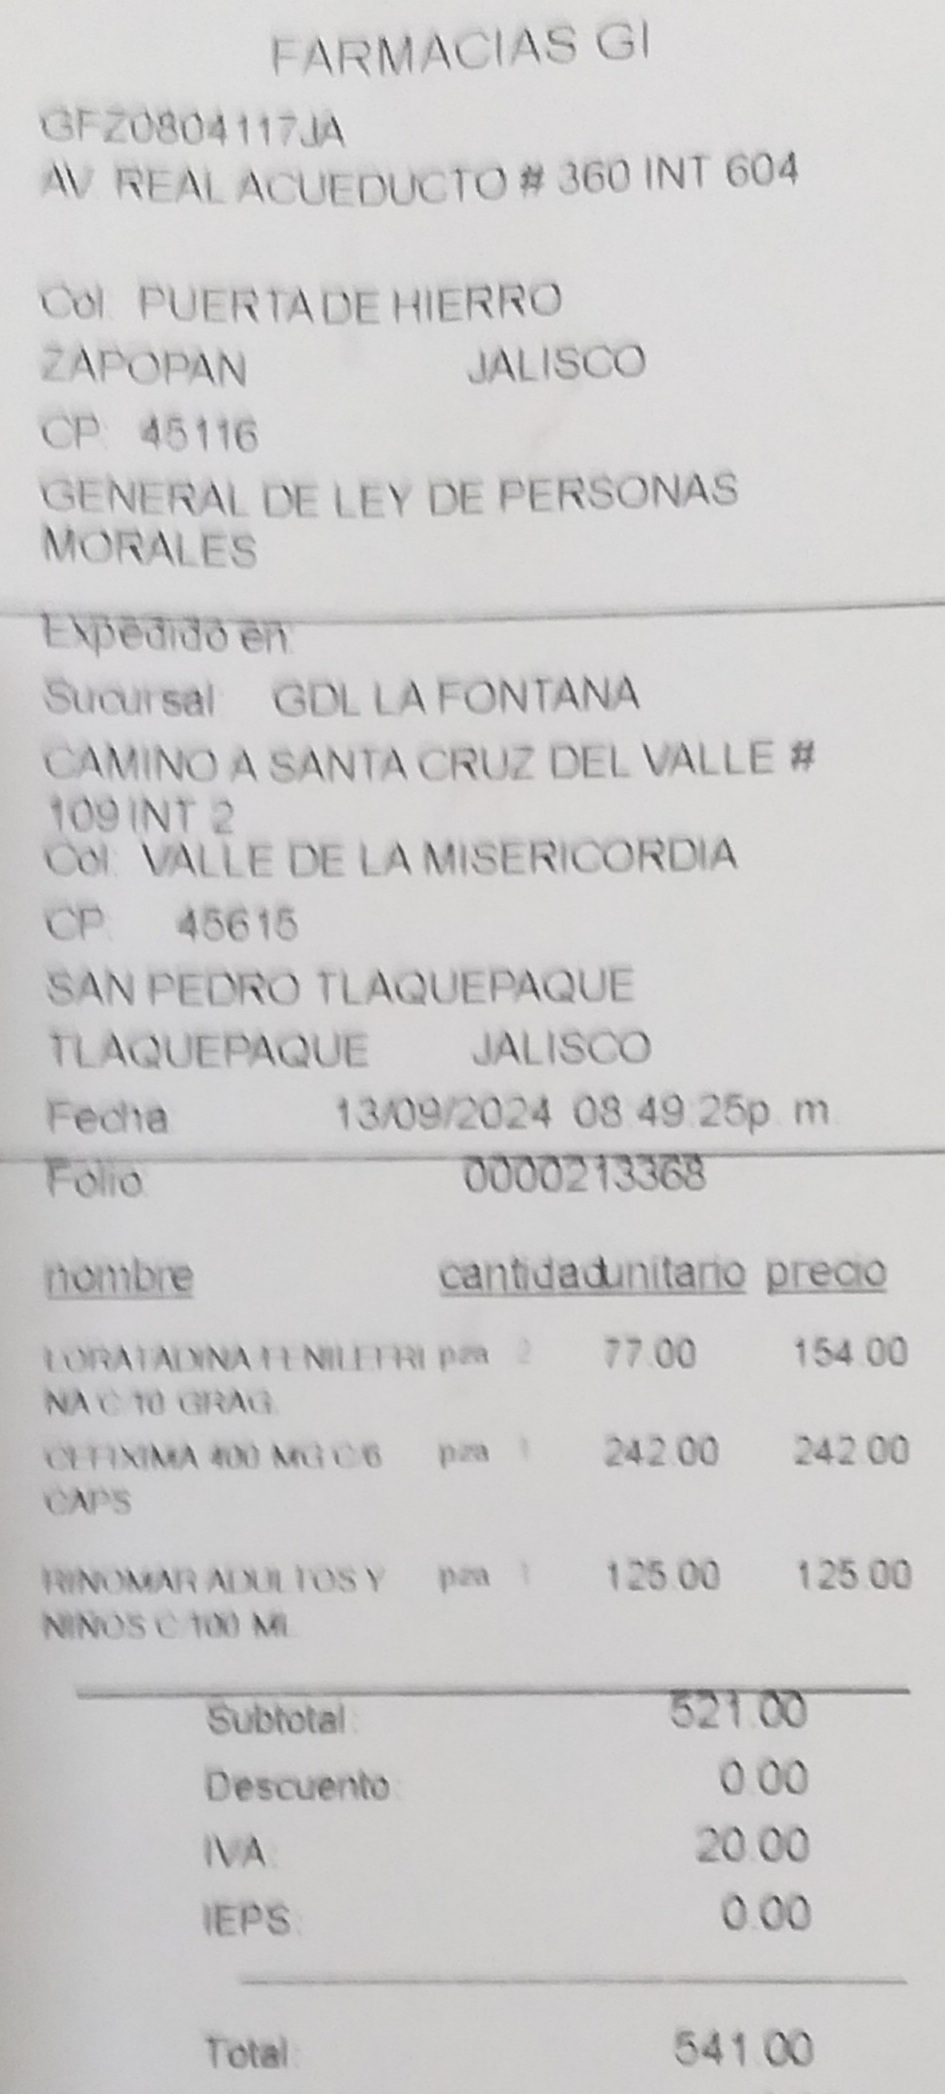 FARMACIAS GI
GFZ0804117JA
AV. REAL ACUEDUCTO # 360 INT 604
Col. PUERTA DE HIERRO
ZAPOPAN JALISCO
CP. 45116
GENERAL DE LEY DE PERSONAS
MORALES
Expedido en:
Sucursal GDL LA FONTANA
CAMINO A SANTA CRUZ DEL VALLE #
109 INT 2
Col. VALLE DE LA MISERICORDIA
CP. 45615
SAN PEDRO TLAQUEPAQUE
TLAQUEPAQUE JALISCO
Fecha 13/09/2024 08:49:25p. m.
Folio: 0000213368
nombre cantidad unitario precio
LORATADINA FENILEFRI pza 2 77.00 154.00
NA C 10 GRAG.
CEFIXIMA 400 MG C 6 pza 1 242.00 242.00
CAPS
RINOMAR ADULTOS Y pza 1 125.00 125.00
NIÑOS C 100 ML
Subtotal: 521.00
Descuento: 0.00
IVA: 20.00
IEPS: 0.00
Total: 541.00